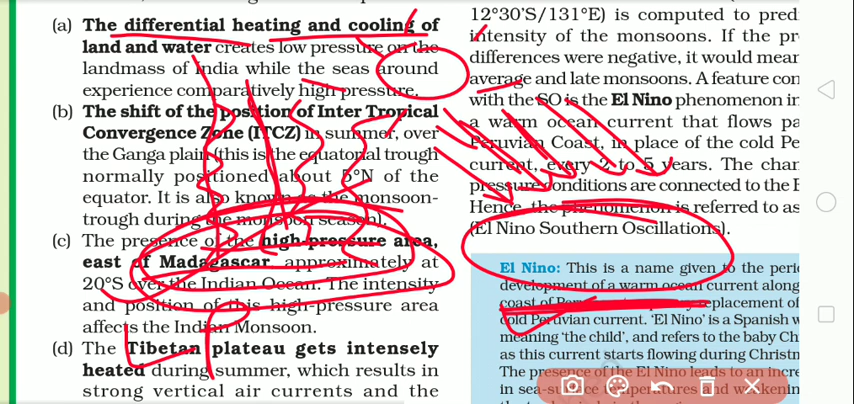 (a) The differential heating and cooling of
land and water creates low pressure on the
landmass of India while the seas around
experience comparatively high pressure.
(b) The shift of the position of Inter Tropical
Convergence Zone (ITCZ) in summer, over
the Ganga plain (this is the equatorial trough
normally positioned about 5°N of the
equator. It is also known as the monsoon-
trough during the monsoon season).
(c) The presence of the high-pressure area,
east of Madagascar, approximately at
20°S over the Indian Ocean. The intensity
and position of this high-pressure area
affects the Indian Monsoon.
(d) The Tibetan plateau gets intensely
heated during summer, which results in
strong vertical air currents and the
12°30'S/131°E) is computed to pred
intensity of the monsoons. If the pr
differences were negative, it would mean
average and late monsoons. A feature con
with the SO is the El Nino phenomenon in
a warm ocean current that flows pa
Peruvian Coast, in place of the cold Pe
current, every 2 to 5 years. The chan
pressure conditions are connected to the E
Hence, the phenomenon is referred to as
(El Nino Southern Oscillations).
El Nino: This is a name given to the perio
development of a warm ocean current along
coast of replacement of
cold Peruvian current. 'El Nino' is a Spanish w
meaning 'the child', and refers to the baby Ch
as this current starts flowing during Christm
The presence of the El Nino leads to an incre
in sea-surface temperatures and weakenin